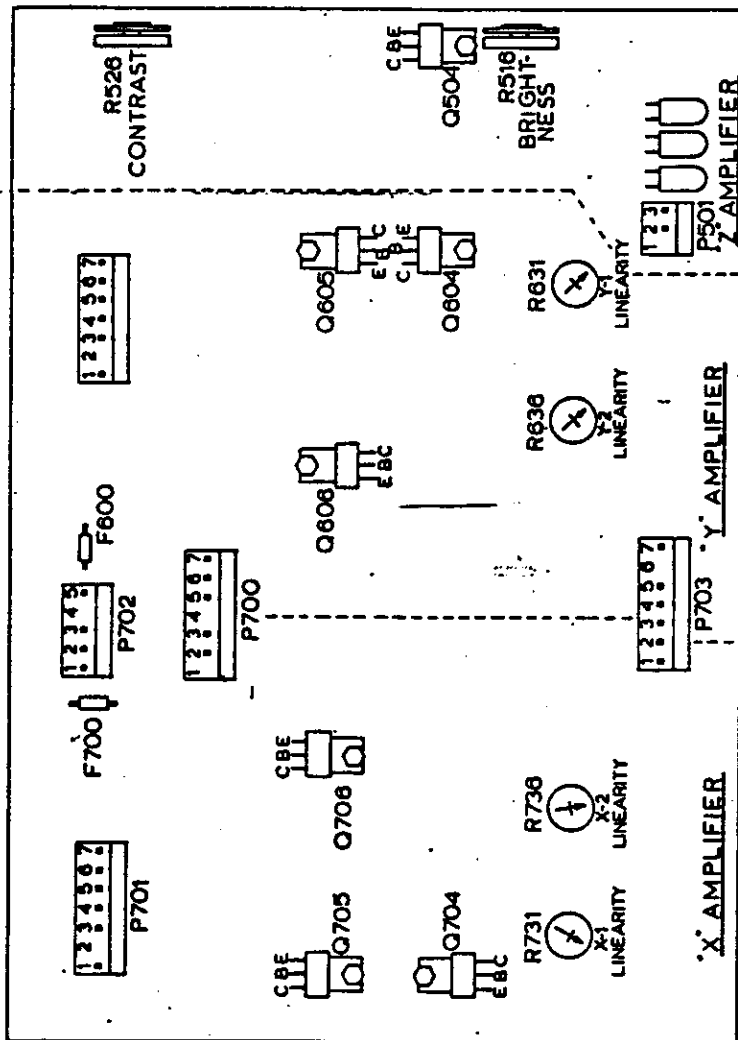 1 2 3 4 5 6 7
P701
F700
1 2 3 4 5
P702
F600
1 2 3 4 5 6 7
R526
CONTRAST
1 2 3 4 5 6 7
P700
C B E
Q705
C B E
Q706
Q606
E B C
Q605
E B C
C B E
Q604
Q704
E B C
C B E
Q504
R731
X-1
LINEARITY
R736
X-2
LINEARITY
R636
Y-2
LINEARITY
R631
Y-1
LINEARITY
R516
BRIGHT-
NESS
1 2 3 4 5 6 7
P703
1 2 3
P501
"X" AMPLIFIER
"Y" AMPLIFIER
"Z" AMPLIFIER